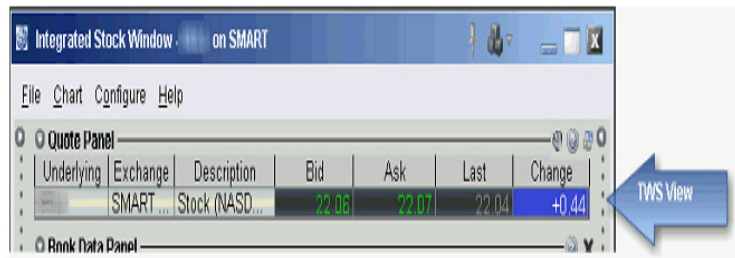 Integrated Stock Window - on SMART
File Chart Configure Help
Quote Panel
Underlying Exchange Description Bid Ask Last Change
SMART ... Stock (NASD... 22.06 22.07 22.04 +0.44
TWS View
Book Data Panel